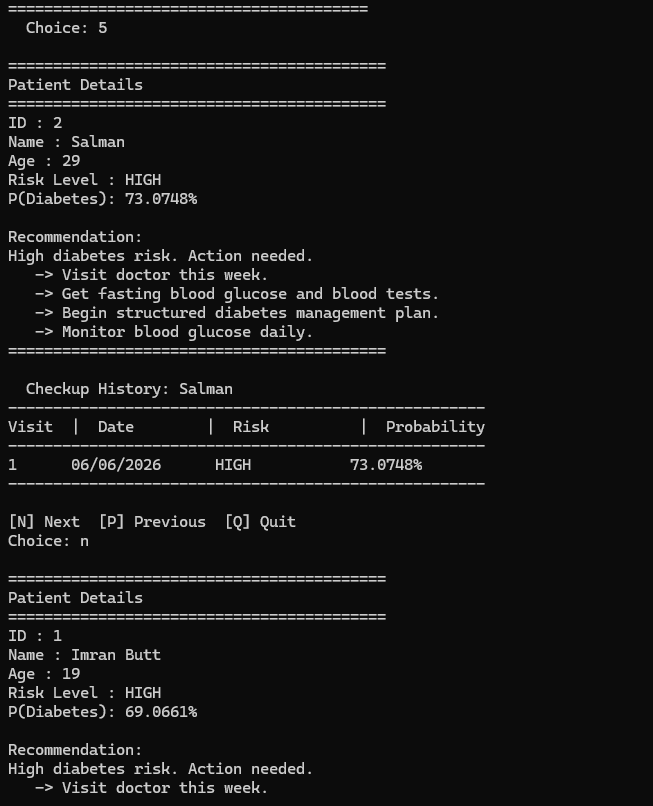 ========================================
  Choice: 5
==========================================
Patient Details
==========================================
ID : 2
Name : Salman
Age : 29
Risk Level : HIGH
P(Diabetes): 73.0748%
Recommendation:
High diabetes risk. Action needed.
   -> Visit doctor this week.
   -> Get fasting blood glucose and blood tests.
   -> Begin structured diabetes management plan.
   -> Monitor blood glucose daily.
==========================================
  Checkup History: Salman
-----------------------------------------------------
Visit  |  Date        |  Risk          |  Probability
-----------------------------------------------------
1      06/06/2026      HIGH           73.0748%
-----------------------------------------------------
[N] Next  [P] Previous  [Q] Quit
Choice: n
==========================================
Patient Details
==========================================
ID : 1
Name : Imran Butt
Age : 19
Risk Level : HIGH
P(Diabetes): 69.0661%
Recommendation:
High diabetes risk. Action needed.
   -> Visit doctor this week.